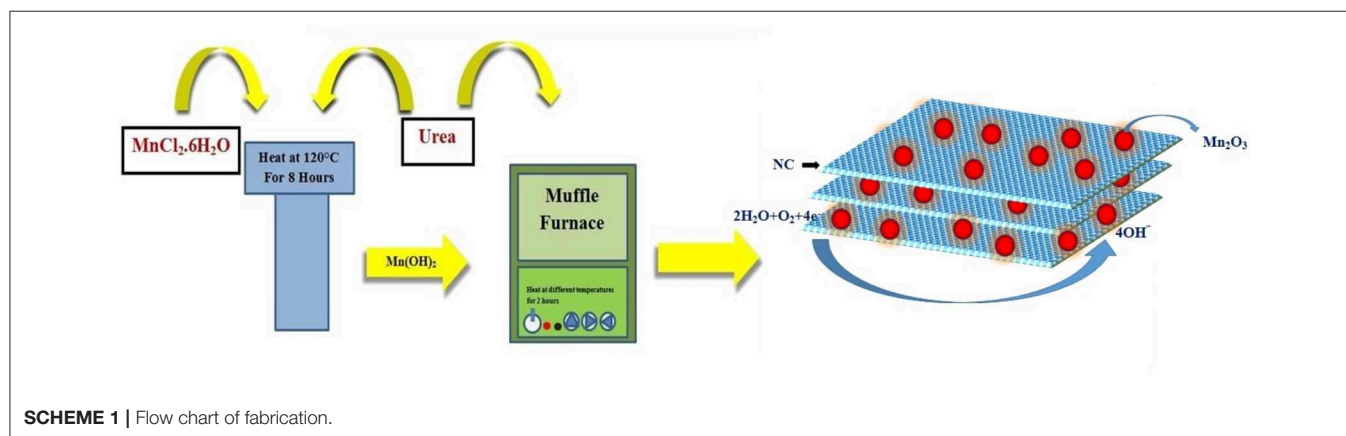 MnCl₂.6H₂O
Heat at 120°C
For 8 Hours
Urea
Mn(OH)₂
Muffle
Furnace
Heat at different temperatures
for 2 hours
NC
Mn₂O₃
2H₂O+O₂+4e⁻
4OH⁻
SCHEME 1 | Flow chart of fabrication.